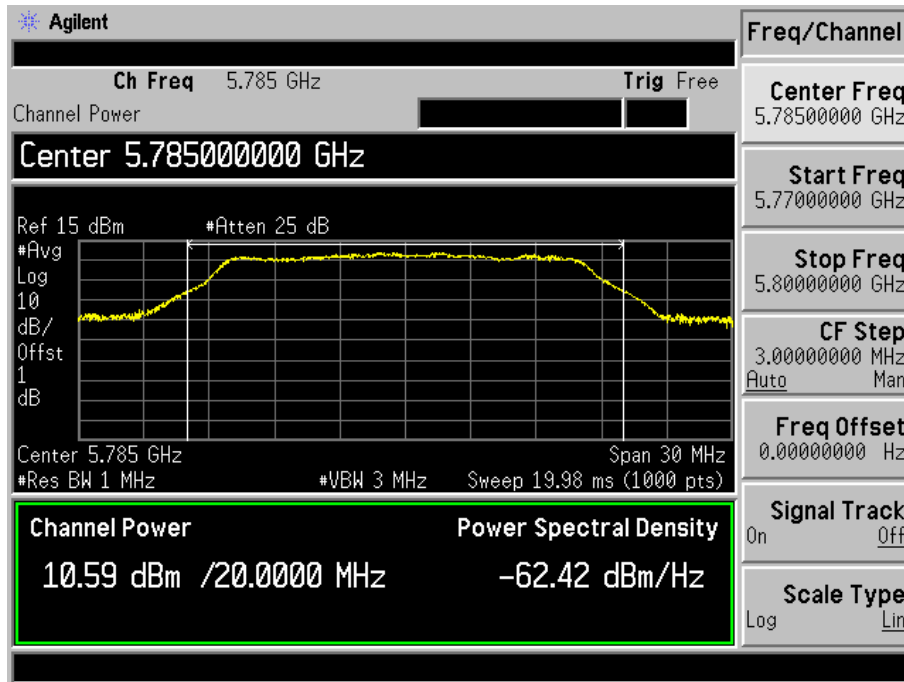 Agilent
Freq/Channel
Ch Freq 5.785 GHz Trig Free
Channel Power
Center 5.785000000 GHz
Ref 15 dBm #Atten 25 dB
#Avg
Log
10
dB/
Offst
1
dB
Center 5.785 GHz Span 30 MHz
#Res BW 1 MHz #VBW 3 MHz Sweep 19.98 ms (1000 pts)
Channel Power Power Spectral Density
10.59 dBm /20.0000 MHz -62.42 dBm/Hz
Center Freq
5.78500000 GHz
Start Freq
5.77000000 GHz
Stop Freq
5.80000000 GHz
CF Step
3.00000000 MHz
Auto Man
Freq Offset
0.00000000 Hz
Signal Track
On Off
Scale Type
Log Lin